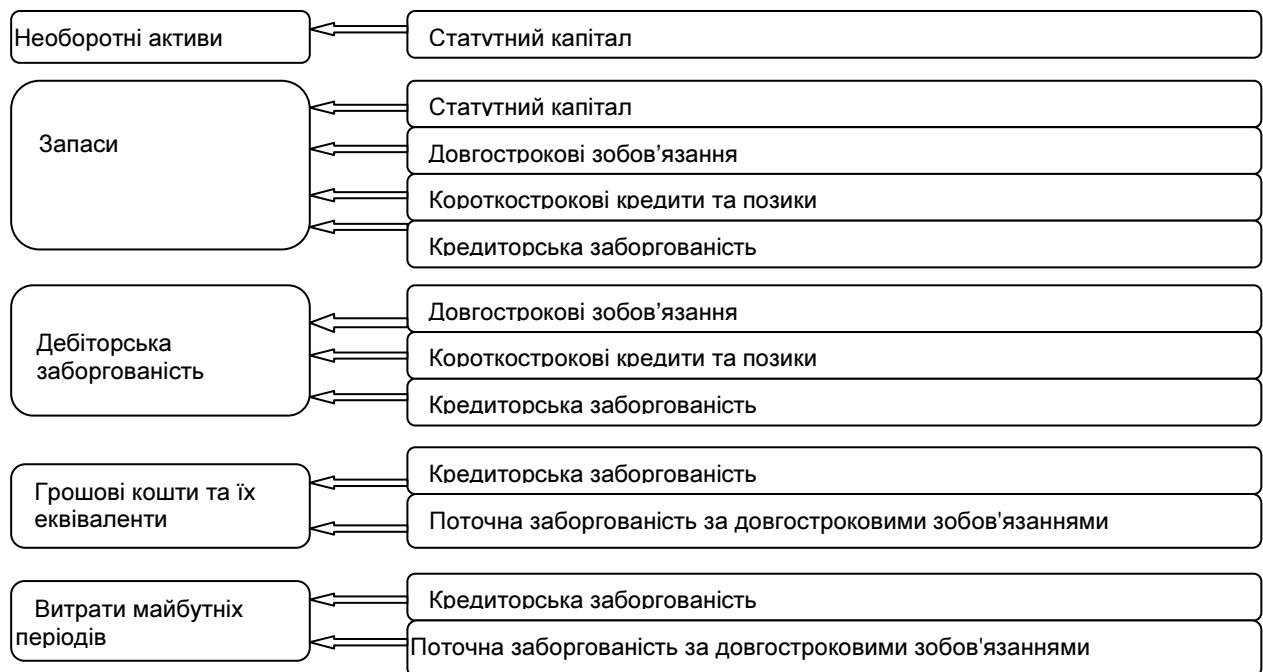 Необоротні активи
Статутний капітал
Запаси
Статутний капітал
Довгострокові зобов’язання
Короткострокові кредити та позики
Кредиторська заборгованість
Дебіторська
заборгованість
Довгострокові зобов’язання
Короткострокові кредити та позики
Кредиторська заборгованість
Грошові кошти та їх
еквіваленти
Кредиторська заборгованість
Поточна заборгованість за довгостроковими зобов'язаннями
Витрати майбутніх
періодів
Кредиторська заборгованість
Поточна заборгованість за довгостроковими зобов'язаннями